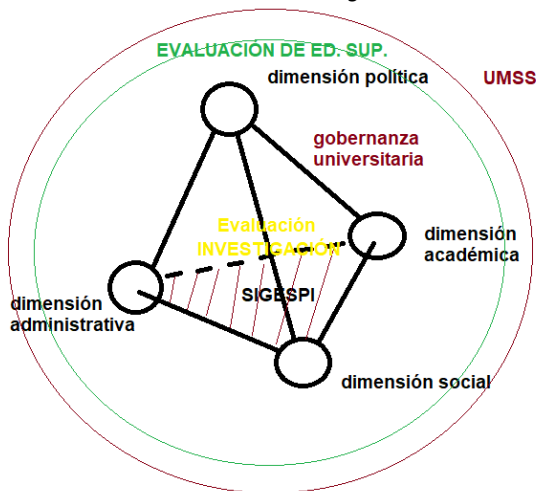 EVALUACIÓN DE ED. SUP.
dimensión política
UMSS
gobernanza
universitaria
Evaluación
INVESTIGACIÓN
dimensión
académica
SIGESPI
dimensión
administrativa
dimensión social